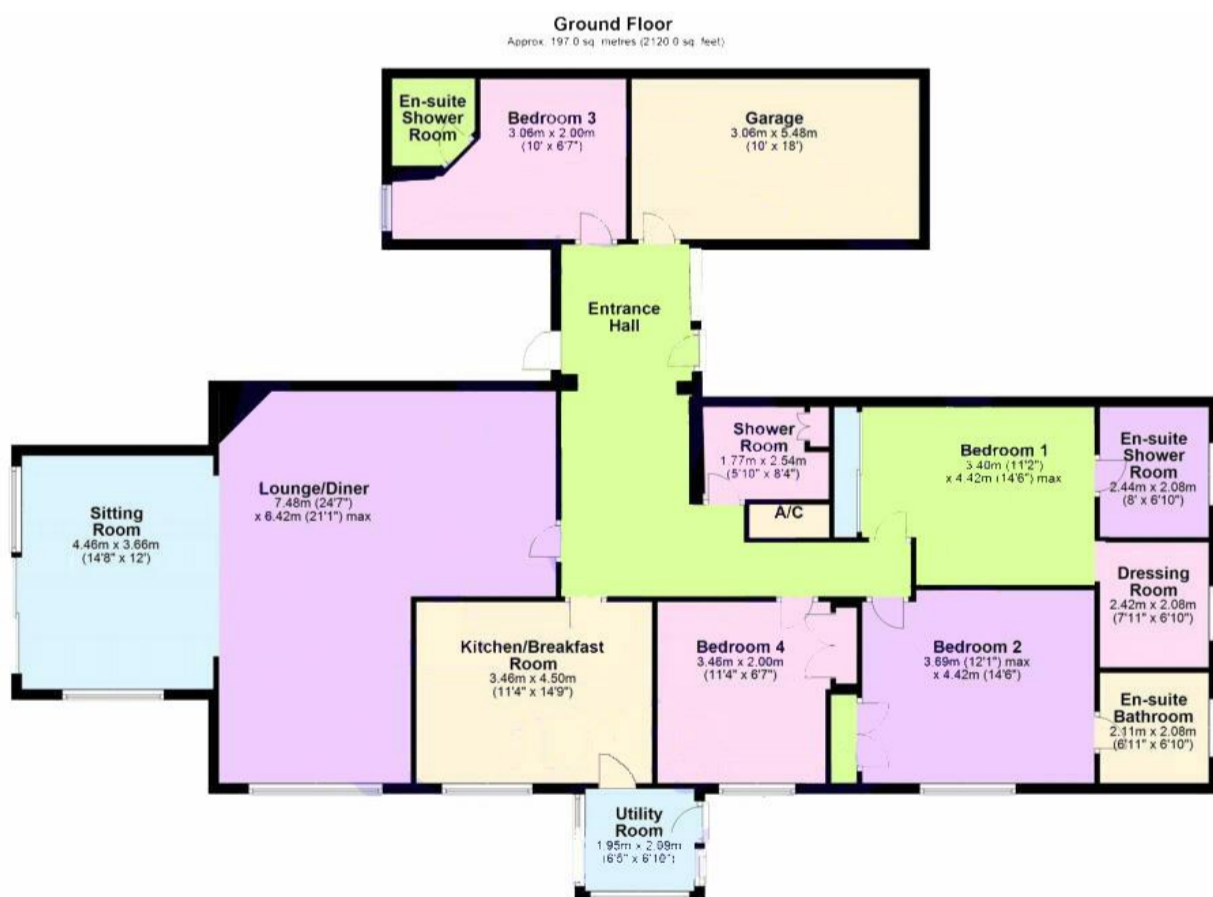 Ground Floor
Approx. 197.0 sq. metres (2120.0 sq. feet)
En-suite
Shower
Room
Bedroom 3
3.06m x 2.00m
(10' x 6'7")
Garage
3.06m x 5.48m
(10' x 18')
Entrance
Hall
Shower
Room
1.77m x 2.54m
(5'10" x 8'4")
A/C
Bedroom 1
3.40m (11'2")
x 4.42m (14'6") max
En-suite
Shower
Room
2.44m x 2.08m
(8' x 6'10")
Lounge/Diner
7.48m (24'7")
x 6.42m (21'1") max
Sitting
Room
4.46m x 3.66m
(14'8" x 12')
Dressing
Room
2.42m x 2.08m
(7'11" x 6'10")
Kitchen/Breakfast
Room
3.46m x 4.50m
(11'4" x 14'9")
Bedroom 4
3.46m x 2.00m
(11'4" x 6'7")
Bedroom 2
3.69m (12'1") max
x 4.42m (14'6")
En-suite
Bathroom
2.11m x 2.08m
(6'11" x 6'10")
Utility
Room
1.95m x 2.09m
(6'5" x 6'10")